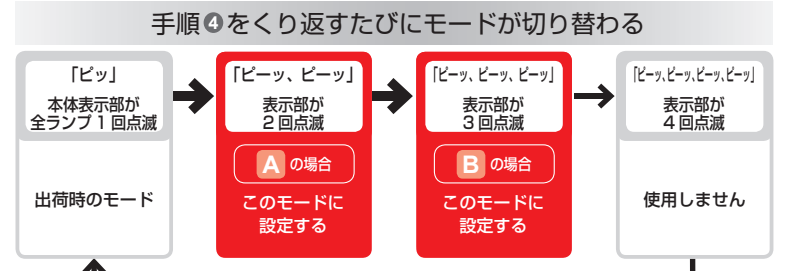 手順❹をくり返すたびにモードが切り替わる
「ピッ」
本体表示部が
全ランプ1回点滅
出荷時のモード
「ピーッ、ピーッ」
表示部が
2回点滅
A の場合
このモードに
設定する
「ピーッ、ピーッ、ピーッ」
表示部が
3回点滅
B の場合
このモードに
設定する
「ピーッ、ピーッ、ピーッ、ピーッ」
表示部が
4回点滅
使用しません